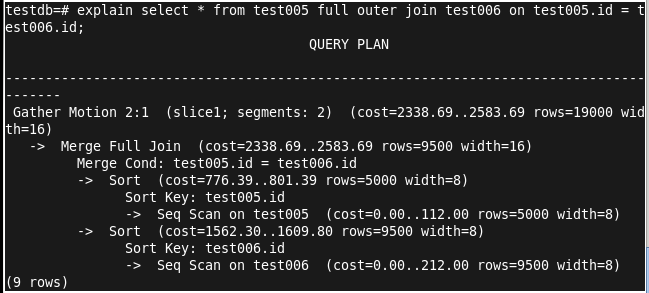 testdb=# explain select * from test005 full outer join test006 on test005.id = t
est006.id;
                                      QUERY PLAN
--------------------------------------------------------------------------------
-------
 Gather Motion 2:1  (slice1; segments: 2)  (cost=2338.69..2583.69 rows=19000 wid
th=16)
   ->  Merge Full Join  (cost=2338.69..2583.69 rows=9500 width=16)
         Merge Cond: test005.id = test006.id
         ->  Sort  (cost=776.39..801.39 rows=5000 width=8)
               Sort Key: test005.id
               ->  Seq Scan on test005  (cost=0.00..112.00 rows=5000 width=8)
         ->  Sort  (cost=1562.30..1609.80 rows=9500 width=8)
               Sort Key: test006.id
               ->  Seq Scan on test006  (cost=0.00..212.00 rows=9500 width=8)
(9 rows)